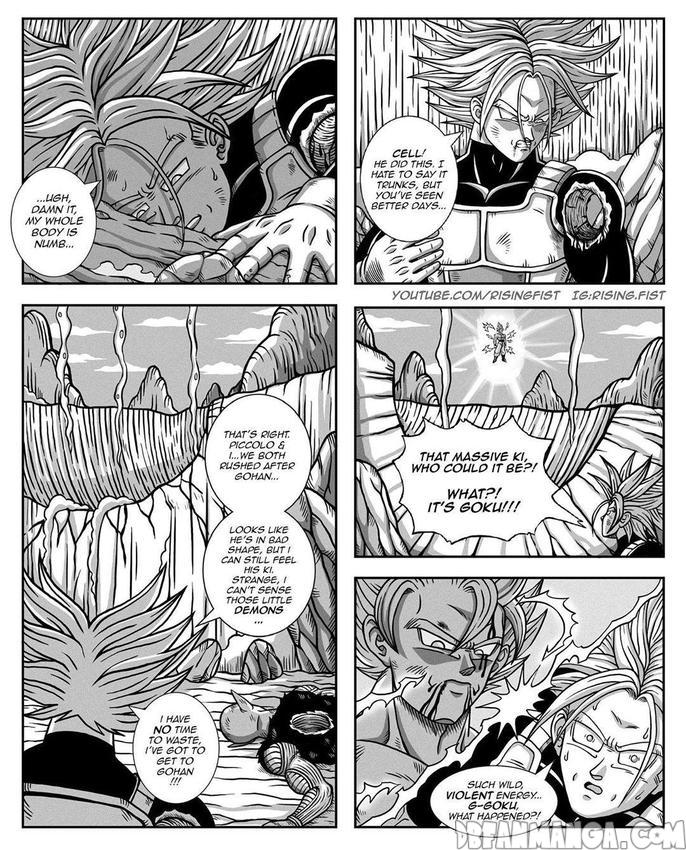 ...UGH,
DAMN IT,
MY WHOLE
BODY IS
NUMB...
CELL!
HE DID THIS. I
HATE TO SAY IT
TRUNKS, BUT
YOU'VE SEEN
BETTER DAYS...
YOUTUBE.COM/RISINGFIST IG:RISING.FIST
THAT'S RIGHT.
PICCOLO &
I...WE BOTH
RUSHED AFTER
GOHAN...
LOOKS LIKE
HE'S IN BAD
SHAPE, BUT I
CAN STILL FEEL
HIS KI.
STRANGE, I
CAN'T SENSE
THOSE LITTLE
DEMONS
...
I HAVE
NO TIME
TO WASTE,
I'VE GOT TO
GET TO
GOHAN
!!!
THAT MASSIVE KI,
WHO COULD IT BE?!
WHAT?!
IT'S GOKU!!!
SUCH WILD,
VIOLENT ENERGY...
G-GOKU,
WHAT HAPPENED?!
DBFANMANGA.COM